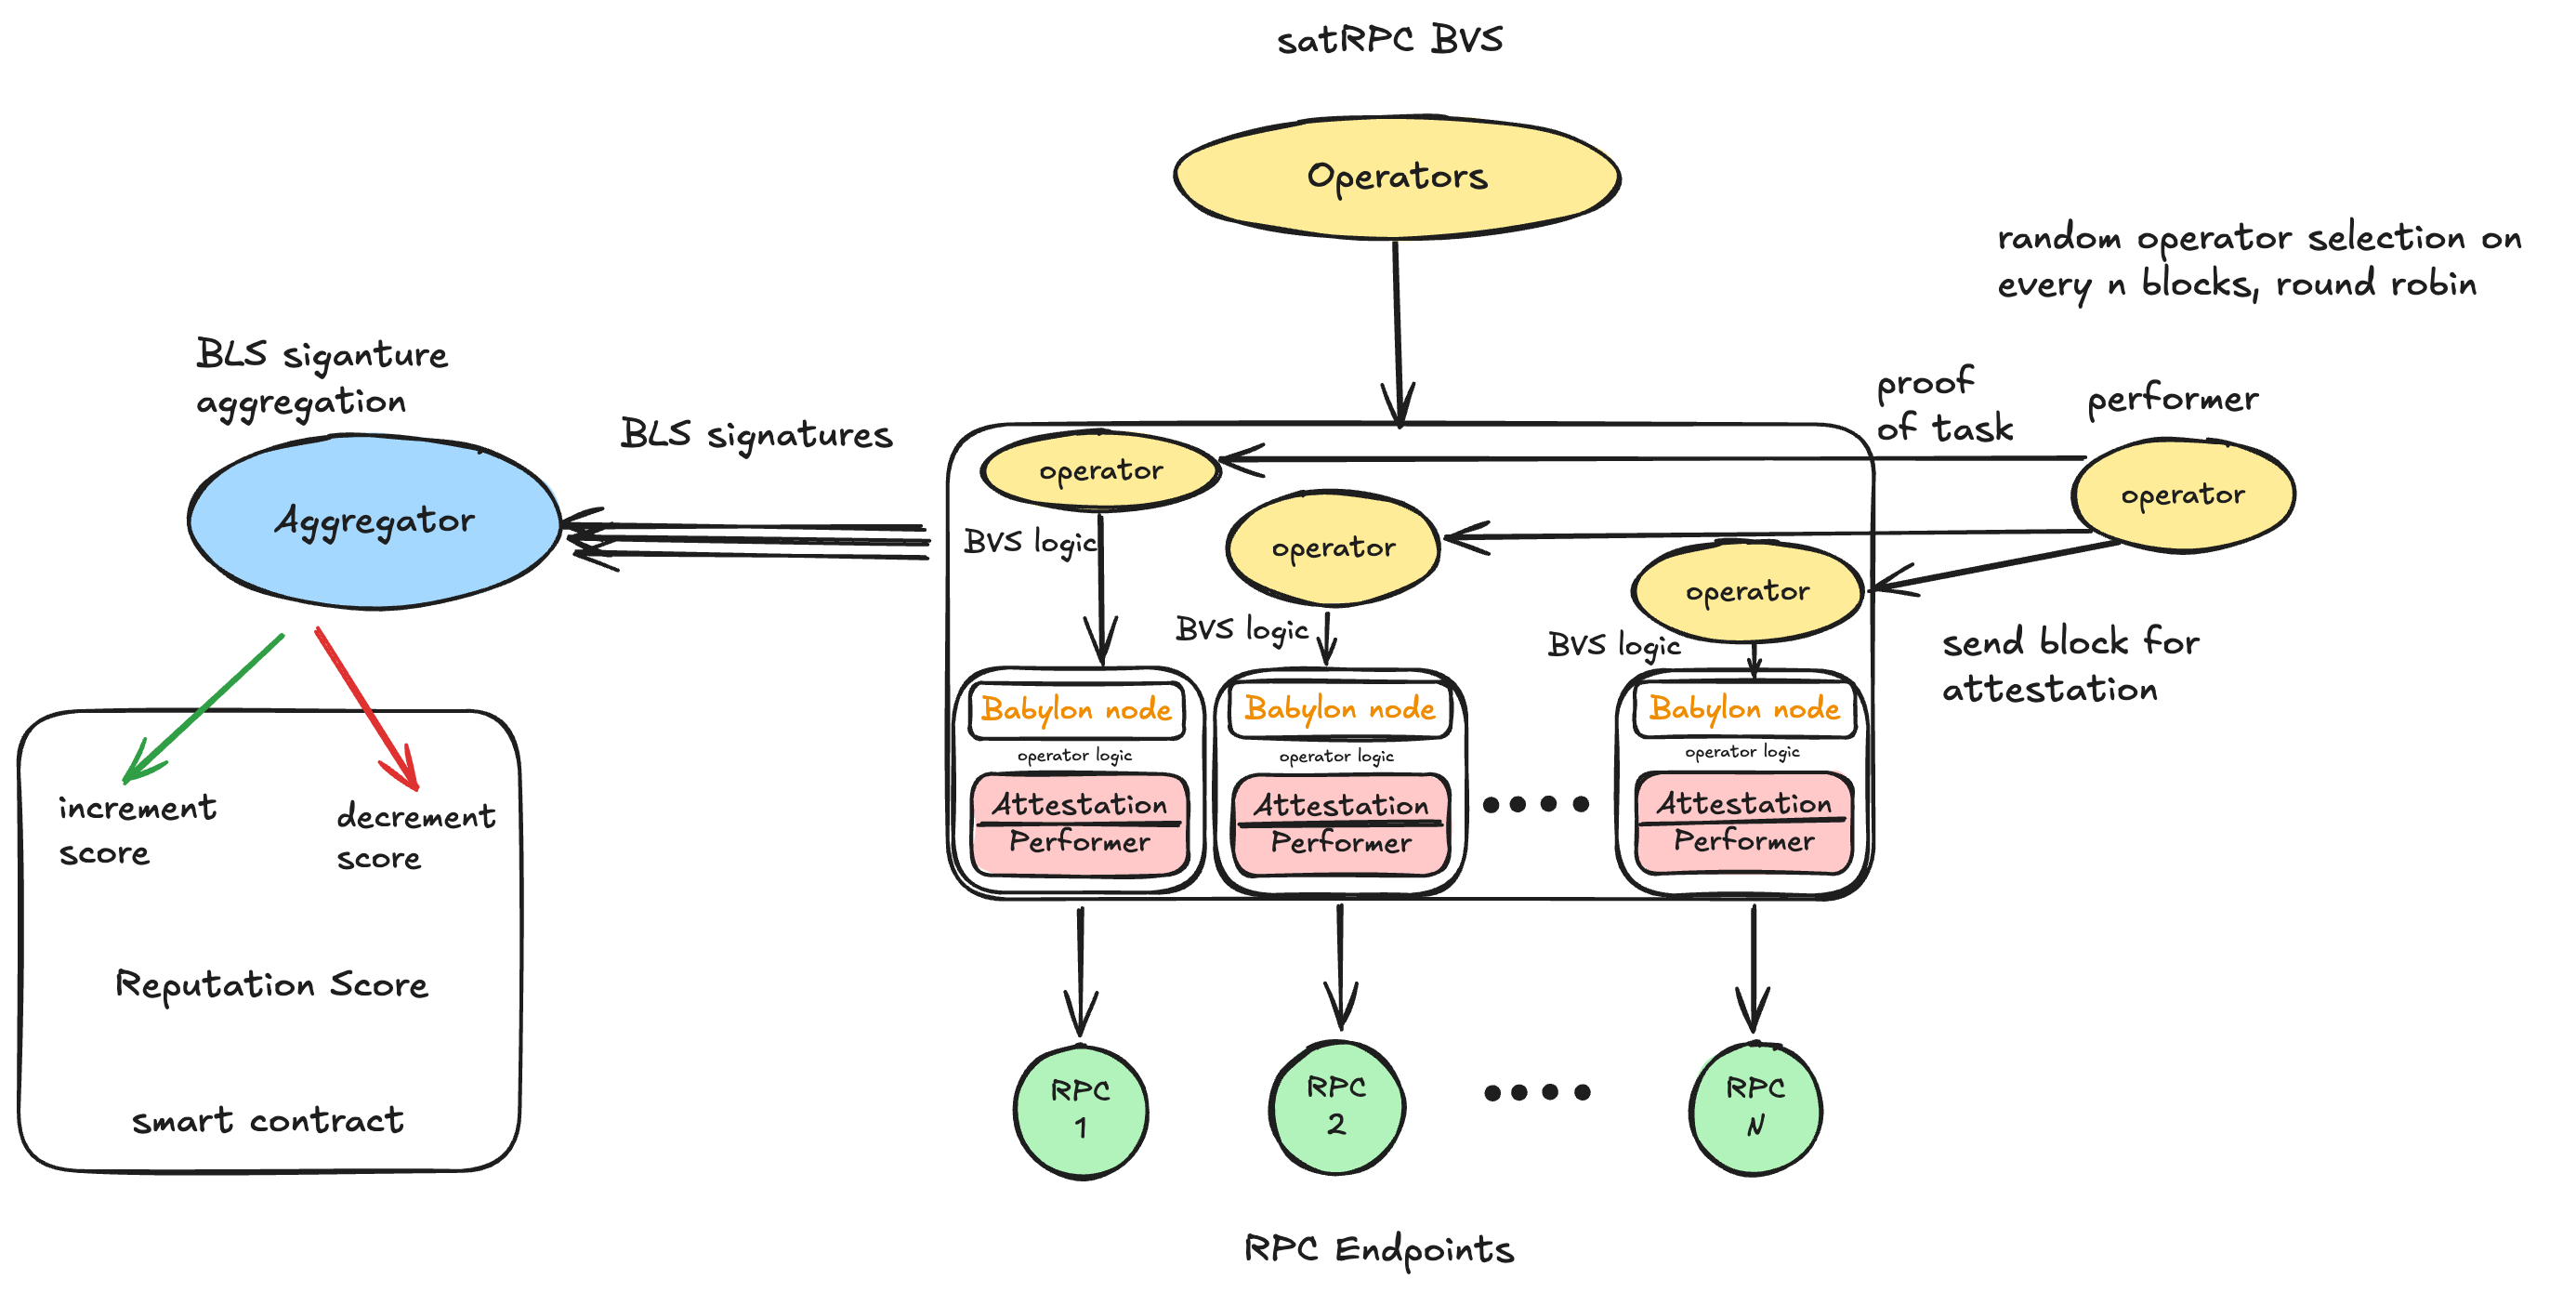 satRPC BVS
Operators
random operator selection on
every n blocks, round robin
BLS siganture
aggregation
Aggregator
BLS signatures
proof
of task
performer
operator
operator
BVS logic
operator
BVS logic
operator
BVS logic
send block for
attestation
Babylon node
operator logic
Attestation
Performer
Babylon node
operator logic
Attestation
Performer
Babylon node
operator logic
Attestation
Performer
increment
score
decrement
score
Reputation Score
smart contract
RPC
1
RPC
2
RPC
N
RPC Endpoints